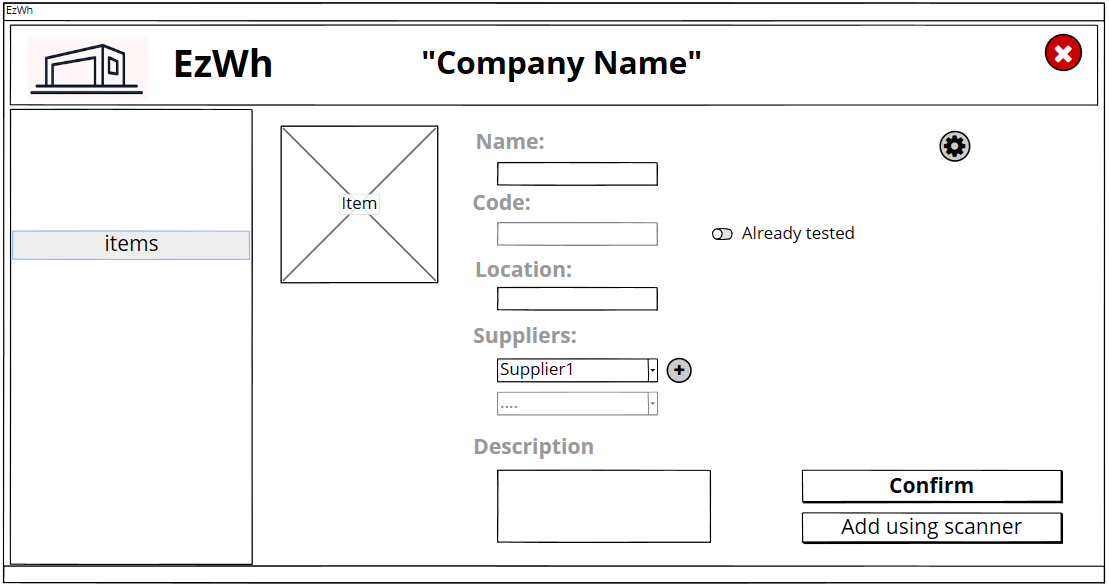 EzWh
EzWh
"Company Name"
items
Item
Name:
Code:
Already tested
Location:
Suppliers:
Supplier1
....
Description
Confirm
Add using scanner